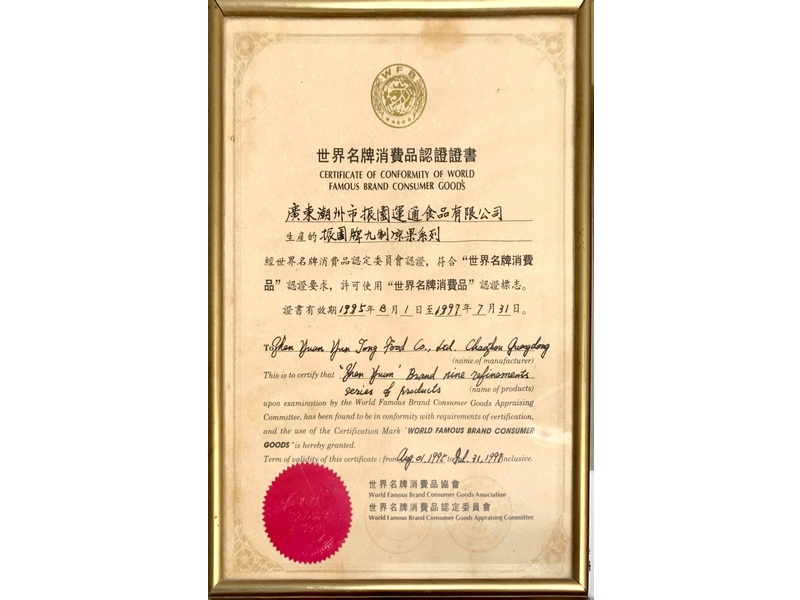 WFB
世界名牌消費品認證證書
CERTIFICATE OF CONFORMITY OF WORLD
FAMOUS BRAND CONSUMER GOODS
廣東潮州市振園運通食品有限公司
生産的 振園牌九制凉果系列
經世界名牌消費品認定委員會認證，符合“世界名牌消費
品”認證要求，許可使用“世界名牌消費品”認證標志。
證書有效期1995年8月1日至1997年7月31日。
To Zhen Yuan Yun Tong Food Co., Ltd. Chaozhou Guangdong
(name of manufacturer)
This is to certify that 'Zhen Yuan' Brand nine refinements
series of products (name of products)
upon examination by the World Famous Brand Consumer Goods Appraising
Committee, has been found to be in conformity with requirements of certification,
and the use of the Certification Mark "WORLD FAMOUS BRAND CONSUMER
GOODS "is hereby granted.
Term of validity of this certificate : from Aug. 01, 1995 to Jul. 31, 1997 inclusive.
世界名牌消費品協會
World Famous Brand Comsumer Goods Association
世界名牌消費品認定委員會
World Famous Brand Consumer Goods Appraising Committee